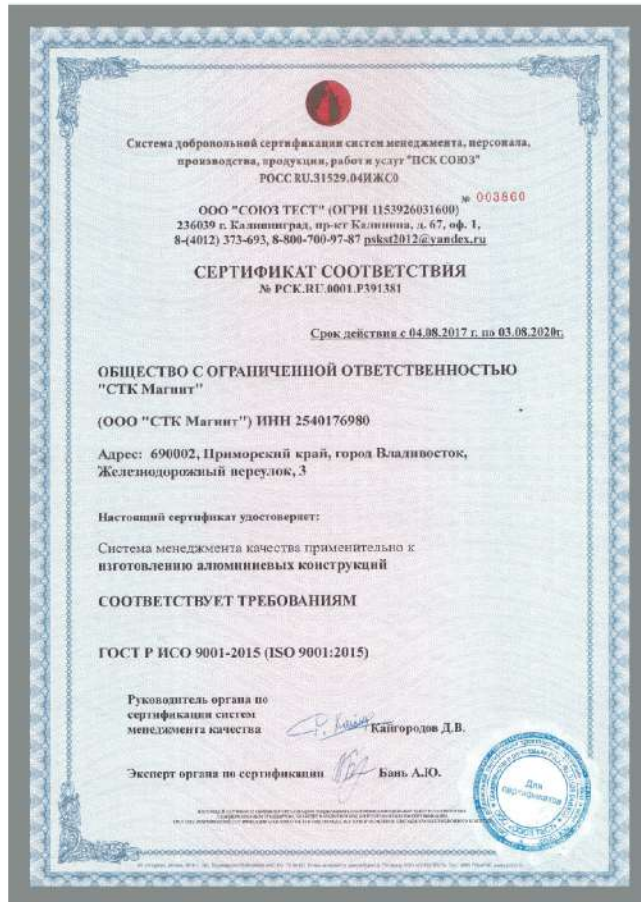 Система добровольной сертификации систем менеджмента, персонала,
производства, продукции, работ и услуг "ПСК СОЮЗ"
РОСС RU.31529.04ИЖС0
№ 003860
ООО "СОЮЗ ТЕСТ" (ОГРН 1153926031600)
236039 г. Калининград, пр-кт Калинина, д. 67, оф. 1,
8-(4012) 373-693, 8-800-700-97-87 pskst2012@yandex.ru
СЕРТИФИКАТ СООТВЕТСТВИЯ
№ РСК.RU.0001.Р391381
Срок действия с 04.08.2017 г. по 03.08.2020г.
ОБЩЕСТВО С ОГРАНИЧЕННОЙ ОТВЕТСТВЕННОСТЬЮ
"СТК Магнит"
(ООО "СТК Магнит") ИНН 2540176980
Адрес: 690002, Приморский край, город Владивосток,
Железнодорожный переулок, 3
Настоящий сертификат удостоверяет:
Система менеджмента качества применительно к
изготовлению алюминиевых конструкций
СООТВЕТСТВУЕТ ТРЕБОВАНИЯМ
ГОСТ Р ИСО 9001-2015 (ISO 9001:2015)
Руководитель органа по
сертификации систем
менеджмента качества
Кайгородов Д.В.
Эксперт органа по сертификации
Бань А.Ю.
Для
сертификатов